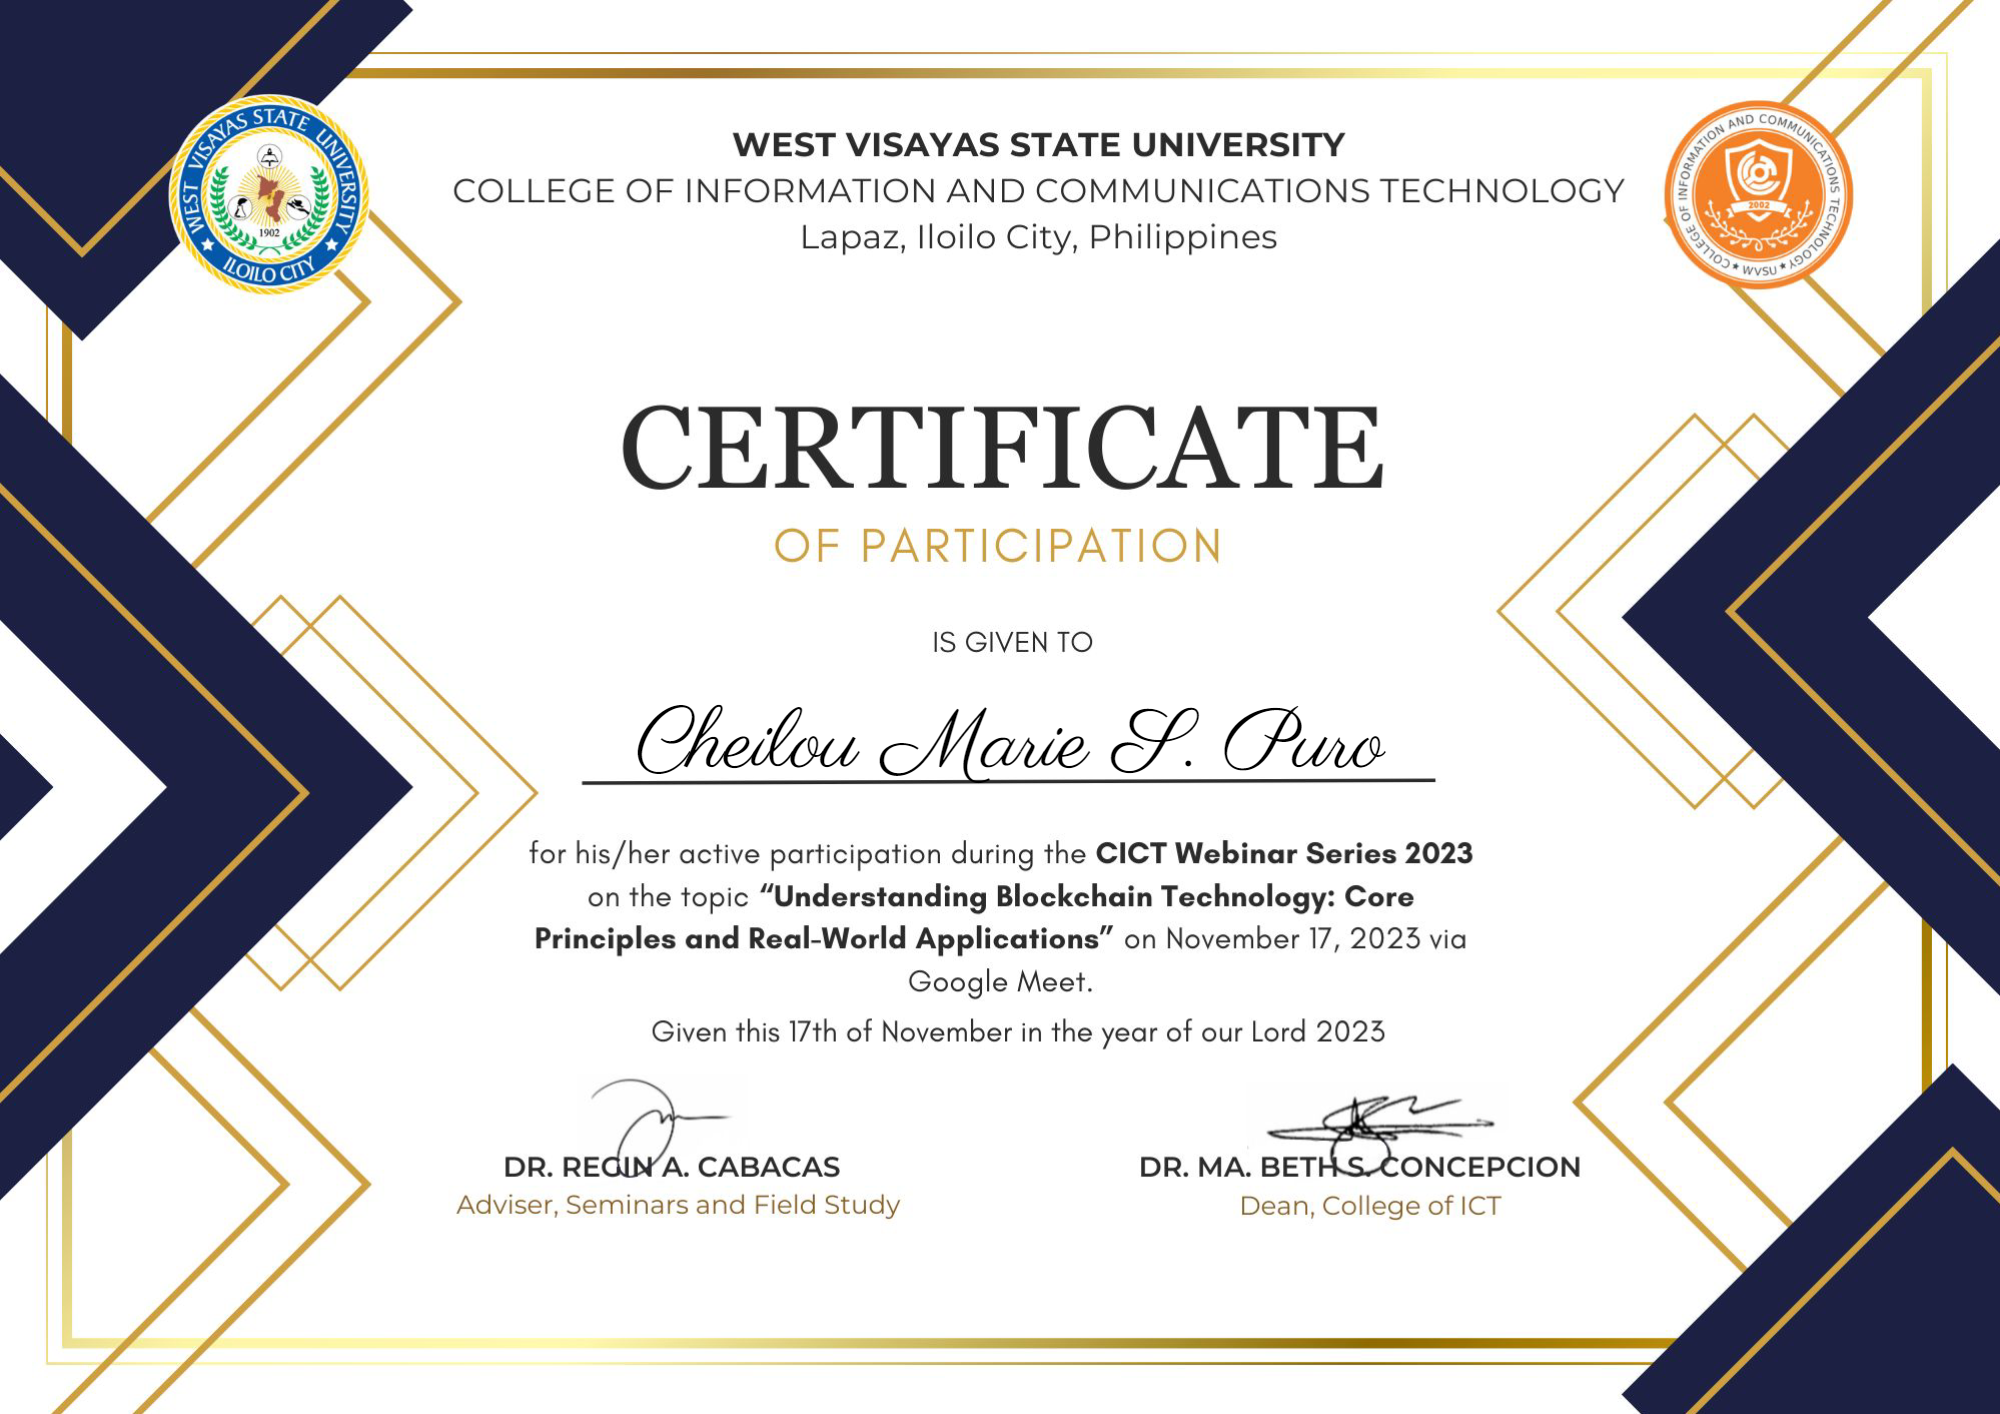 WEST VISAYAS STATE UNIVERSITY
COLLEGE OF INFORMATION AND COMMUNICATIONS TECHNOLOGY
Lapaz, Iloilo City, Philippines
WEST VISAYAS STATE UNIVERSITY
1902
ILOILO CITY
COLLEGE OF INFORMATION AND COMMUNICATIONS TECHNOLOGY
2002
WVSU
CERTIFICATE
OF PARTICIPATION
IS GIVEN TO
Cheilou Marie S. Puro
for his/her active participation during the CICT Webinar Series 2023
on the topic “Understanding Blockchain Technology: Core
Principles and Real-World Applications” on November 17, 2023 via
Google Meet.
Given this 17th of November in the year of our Lord 2023
DR. REGIN A. CABACAS
Adviser, Seminars and Field Study
DR. MA. BETH S. CONCEPCION
Dean, College of ICT